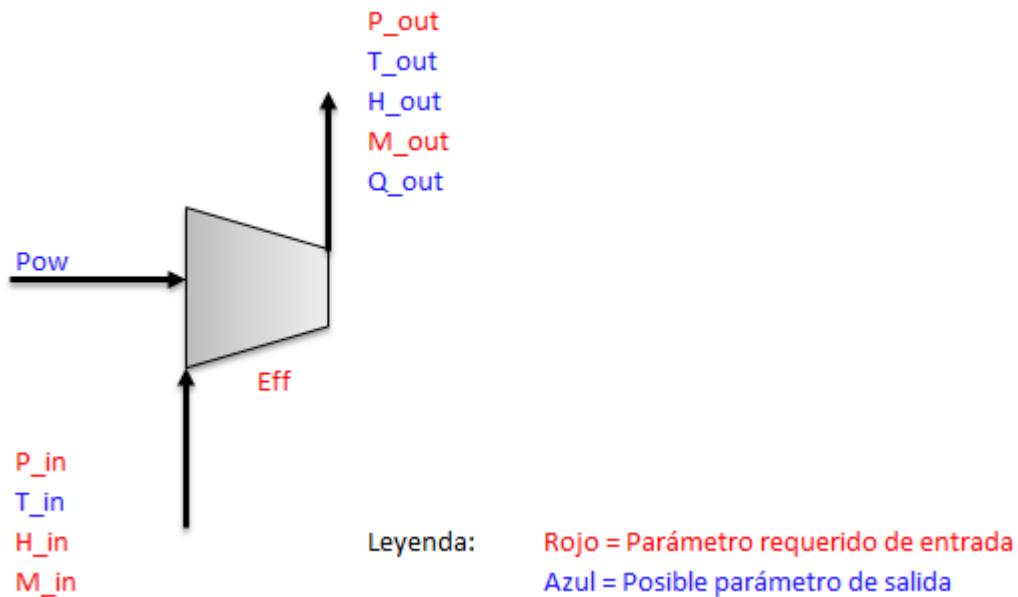 P_out
T_out
H_out
M_out
Q_out
Pow
Eff
P_in
T_in
H_in
M_in
Leyenda: Rojo = Parámetro requerido de entrada
Azul = Posible parámetro de salida